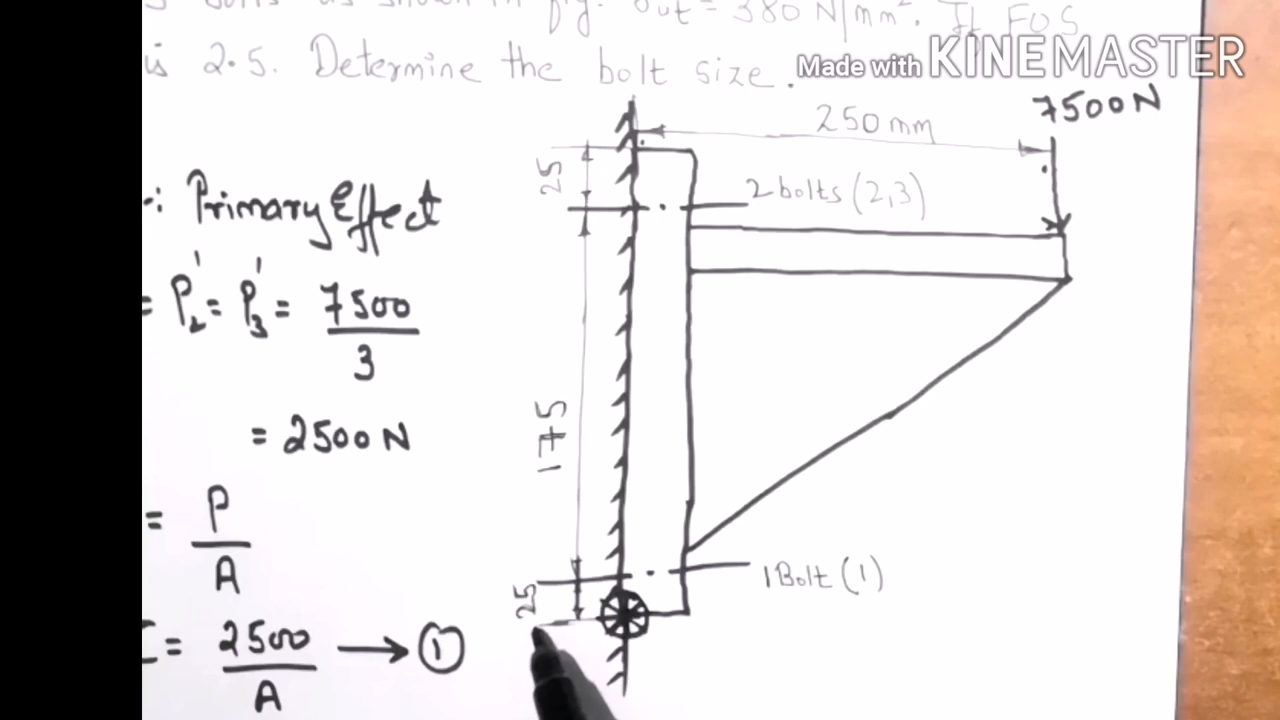 3 bolts as shown in fig. σut = 380 N/mm². If FOS
is 2.5. Determine the bolt size.
Made with KINEMASTER
7500 N
250 mm
25
2 bolts (2,3)
∴ Primary Effect
= P₂' = P₃' = 7500
3
= 2500 N
175
= P
A
1 Bolt (1)
25
= 2500 → ①
A